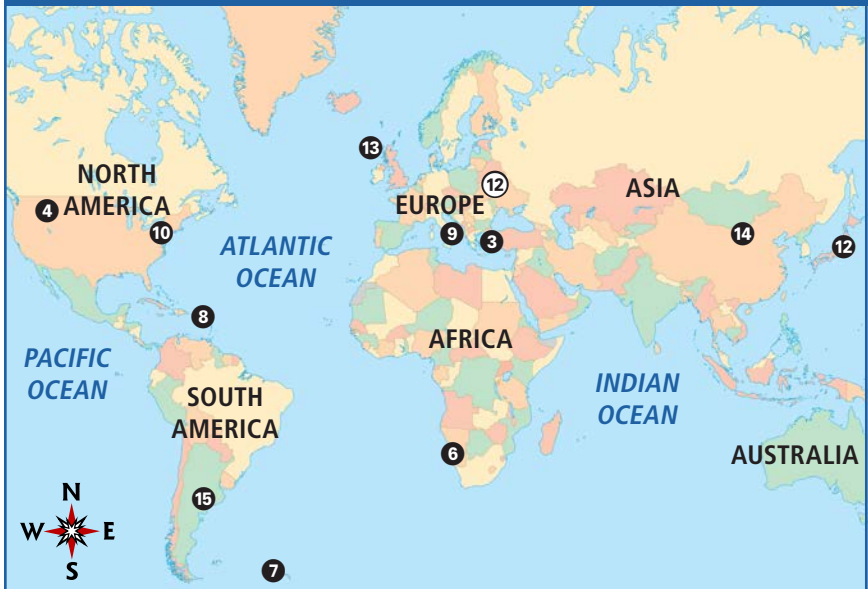 13
NORTH
AMERICA
4
10
12
ASIA
EUROPE
9
3
14
12
ATLANTIC
OCEAN
8
AFRICA
PACIFIC
OCEAN
SOUTH
AMERICA
INDIAN
OCEAN
6
AUSTRALIA
15
N
W E
S
7